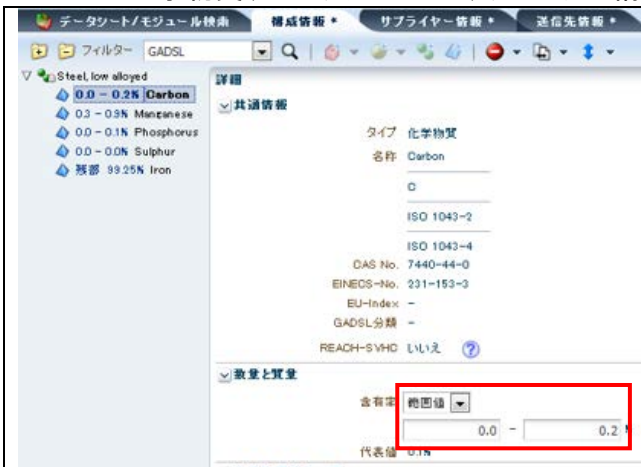 データシート/モジュール検索 構成情報 * サプライヤー情報 * 送信先情報 *
フィルター GADSL
Steel, low alloyed
0.0 - 0.2% Carbon
0.3 - 0.9% Manganese
0.0 - 0.1% Phosphorus
0.0 - 0.0% Sulphur
残部 99.25% Iron
詳細
共通情報
タイプ 化学物質
名称 Carbon
C
ISO 1043-2
ISO 1043-4
CAS No. 7440-44-0
EINECS-No. 231-153-3
EU-Index -
GADSL分類 -
REACH-SVHC いいえ ?
数量と質量
含有率 範囲値
0.0 - 0.2 %
代表値 0.1%